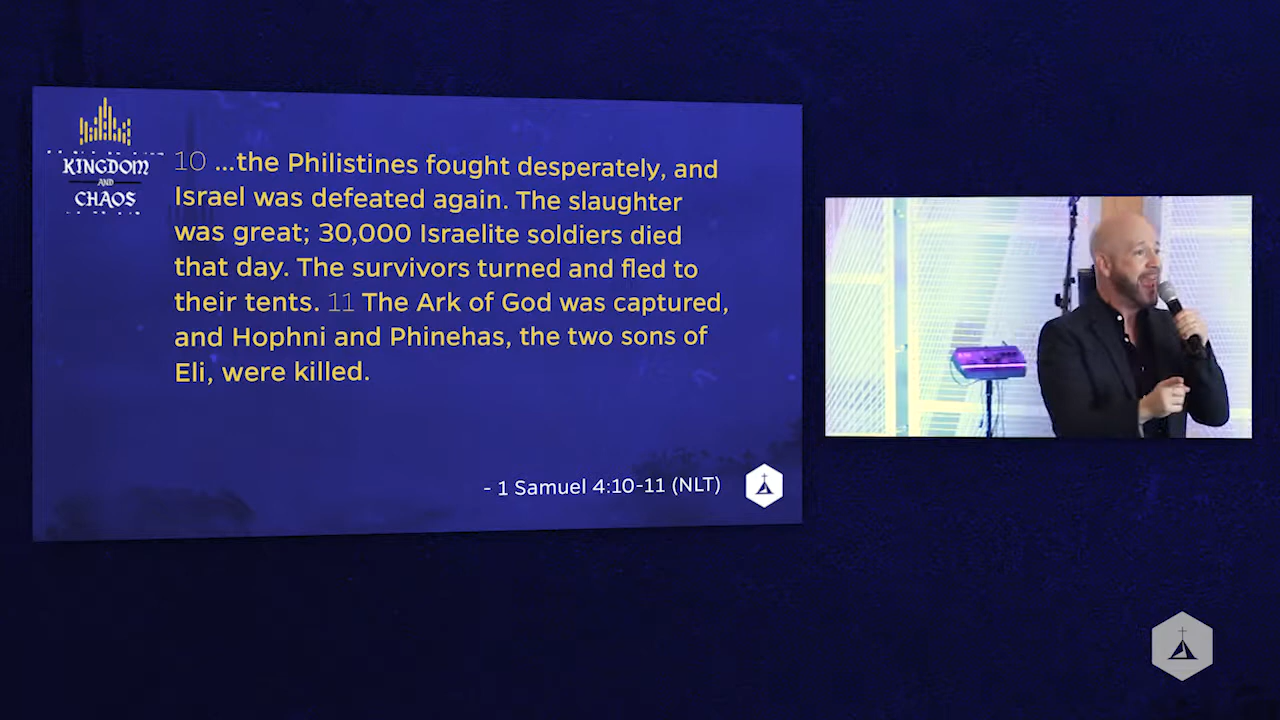 KINGDOM
AND
CHAOS
10 ...the Philistines fought desperately, and
Israel was defeated again. The slaughter
was great; 30,000 Israelite soldiers died
that day. The survivors turned and fled to
their tents. 11 The Ark of God was captured,
and Hophni and Phinehas, the two sons of
Eli, were killed.
- 1 Samuel 4:10-11 (NLT)